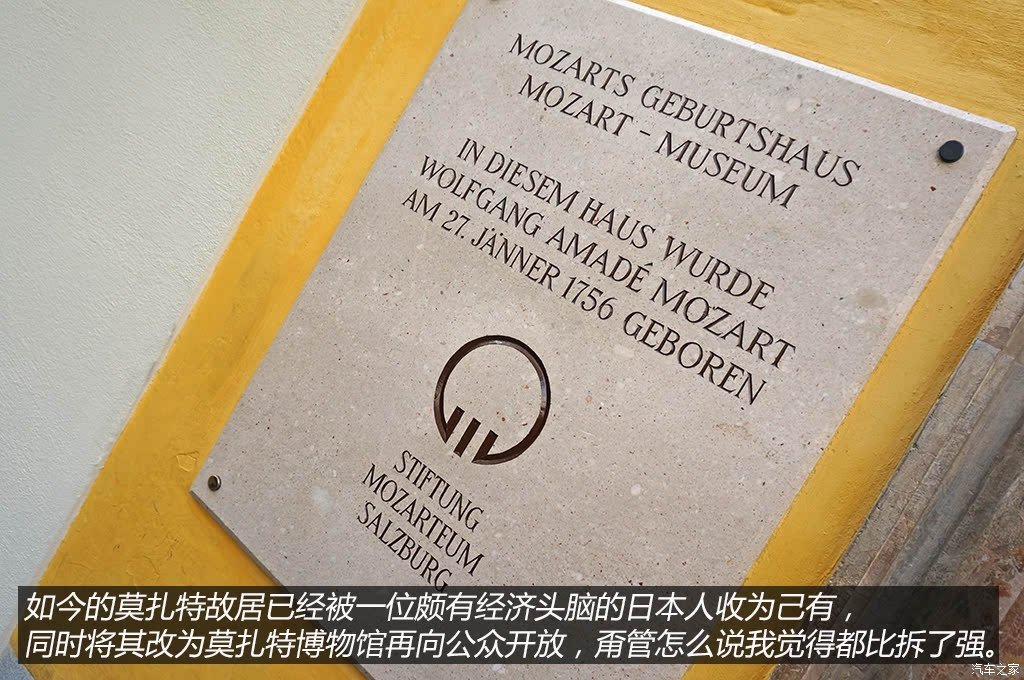 MOZARTS GEBURTSHAUS
MOZART - MUSEUM
IN DIESEM HAUS WURDE
WOLFGANG AMADÉ MOZART
AM 27. JÄNNER 1756 GEBOREN
STIFTUNG
MOZARTEUM
SALZBURG
如今的莫扎特故居已经被一位颇有经济头脑的日本人收为己有，
同时将其改为莫扎特博物馆再向公众开放，甭管怎么说我觉得都比拆了强。
汽车之家